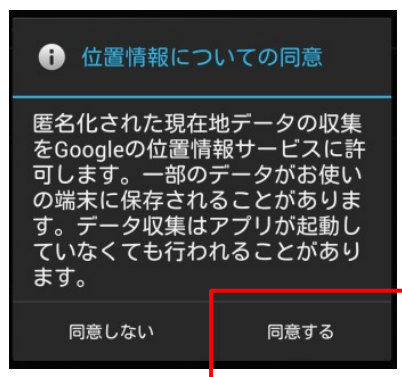 位置情報についての同意
匿名化された現在地データの収集
をGoogleの位置情報サービスに許
可します。一部のデータがお使い
の端末に保存されることがありま
す。データ収集はアプリが起動し
ていなくても行われることがあり
ます。
同意しない
同意する